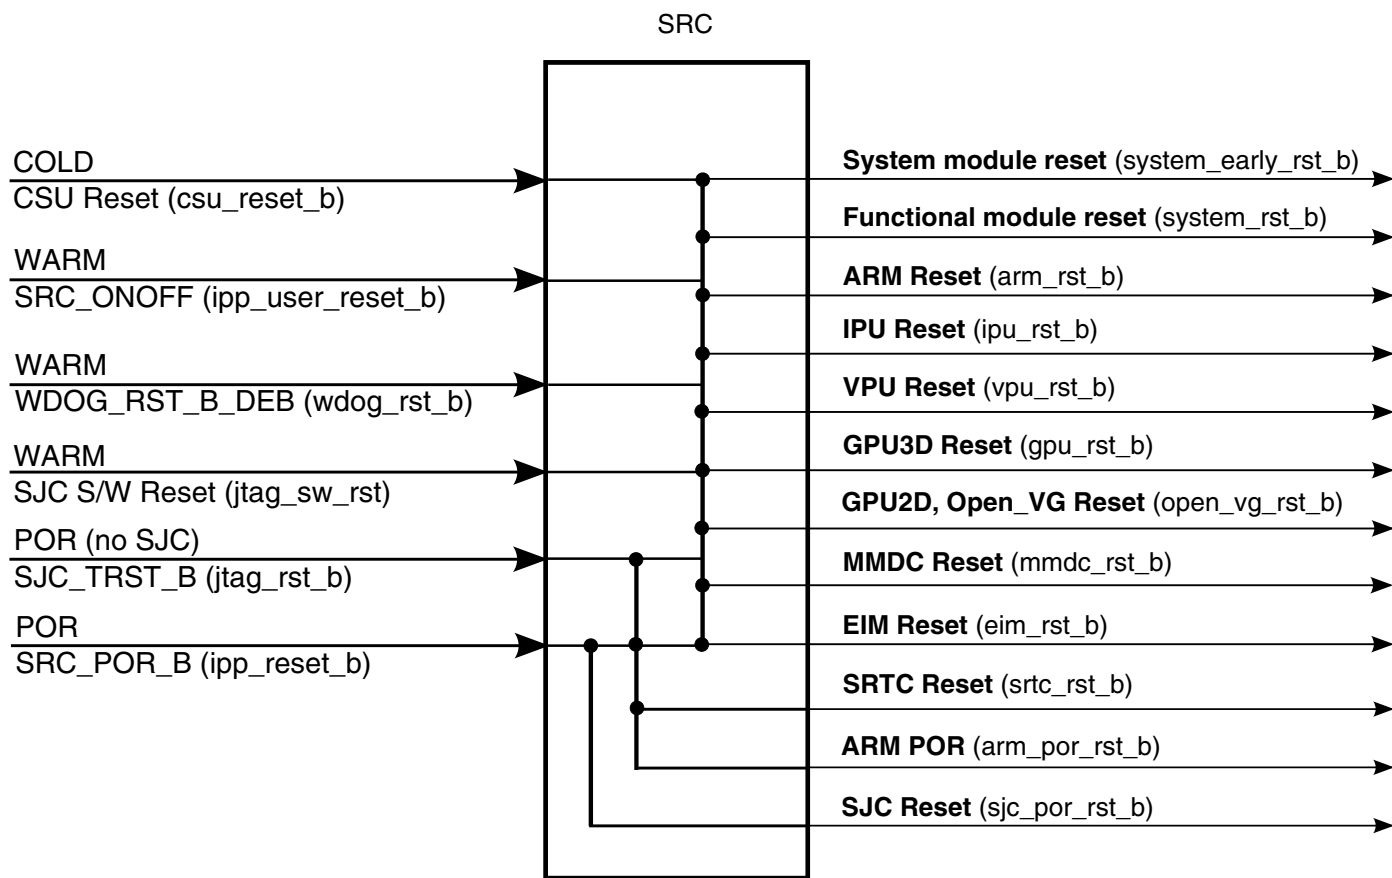 SRC
COLD
CSU Reset (csu_reset_b)
WARM
SRC_ONOFF (ipp_user_reset_b)
WARM
WDOG_RST_B_DEB (wdog_rst_b)
WARM
SJC S/W Reset (jtag_sw_rst)
POR (no SJC)
SJC_TRST_B (jtag_rst_b)
POR
SRC_POR_B (ipp_reset_b)
System module reset (system_early_rst_b)
Functional module reset (system_rst_b)
ARM Reset (arm_rst_b)
IPU Reset (ipu_rst_b)
VPU Reset (vpu_rst_b)
GPU3D Reset (gpu_rst_b)
GPU2D, Open_VG Reset (open_vg_rst_b)
MMDC Reset (mmdc_rst_b)
EIM Reset (eim_rst_b)
SRTC Reset (srtc_rst_b)
ARM POR (arm_por_rst_b)
SJC Reset (sjc_por_rst_b)